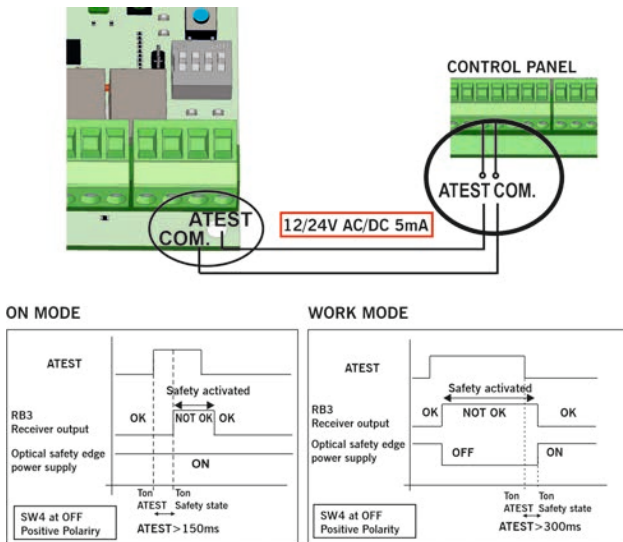 CONTROL PANEL
ATEST COM.
ATEST
COM.
12/24V AC/DC 5mA
ON MODE
ATEST
Safety activated
RB3
Receiver output
OK
NOT OK
OK
Optical safety edge
power supply
ON
Ton
ATEST
Ton
Safety state
SW4 at OFF
Positive Polariry
ATEST>150ms
WORK MODE
ATEST
Safety activated
RB3
Receiver output
OK
NOT OK
OK
Optical safety edge
power supply
OFF
ON
Ton
ATEST
Ton
Safety state
SW4 at OFF
Positive Polarity
ATEST>300ms